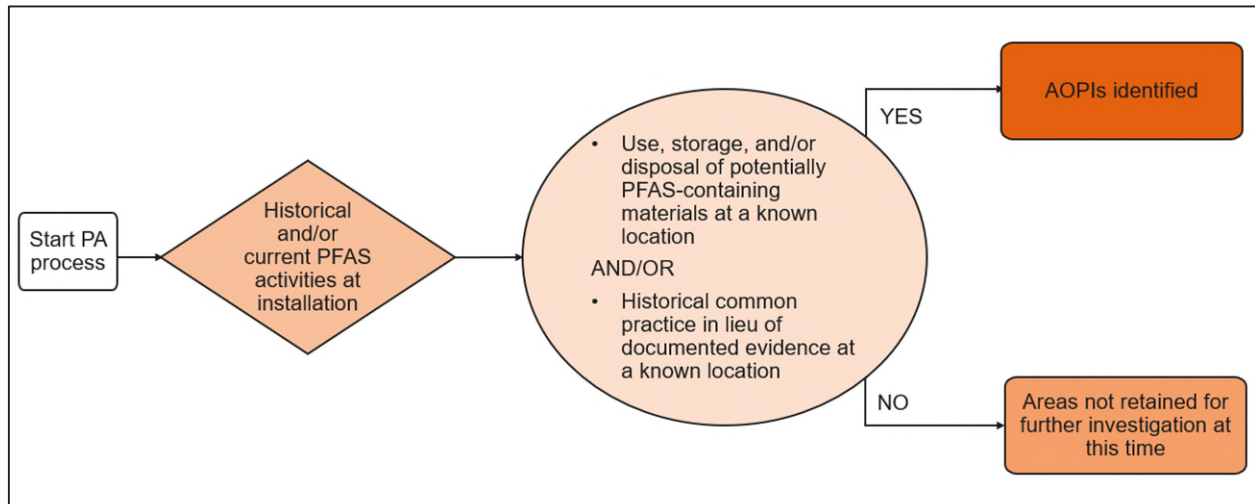 Start PA
process
Historical
and/or
current PFAS
activities at
installation
• Use, storage, and/or
disposal of potentially
PFAS-containing
materials at a known
location
AND/OR
• Historical common
practice in lieu of
documented evidence at
a known location
YES
AOPIs identified
NO
Areas not retained for
further investigation at
this time